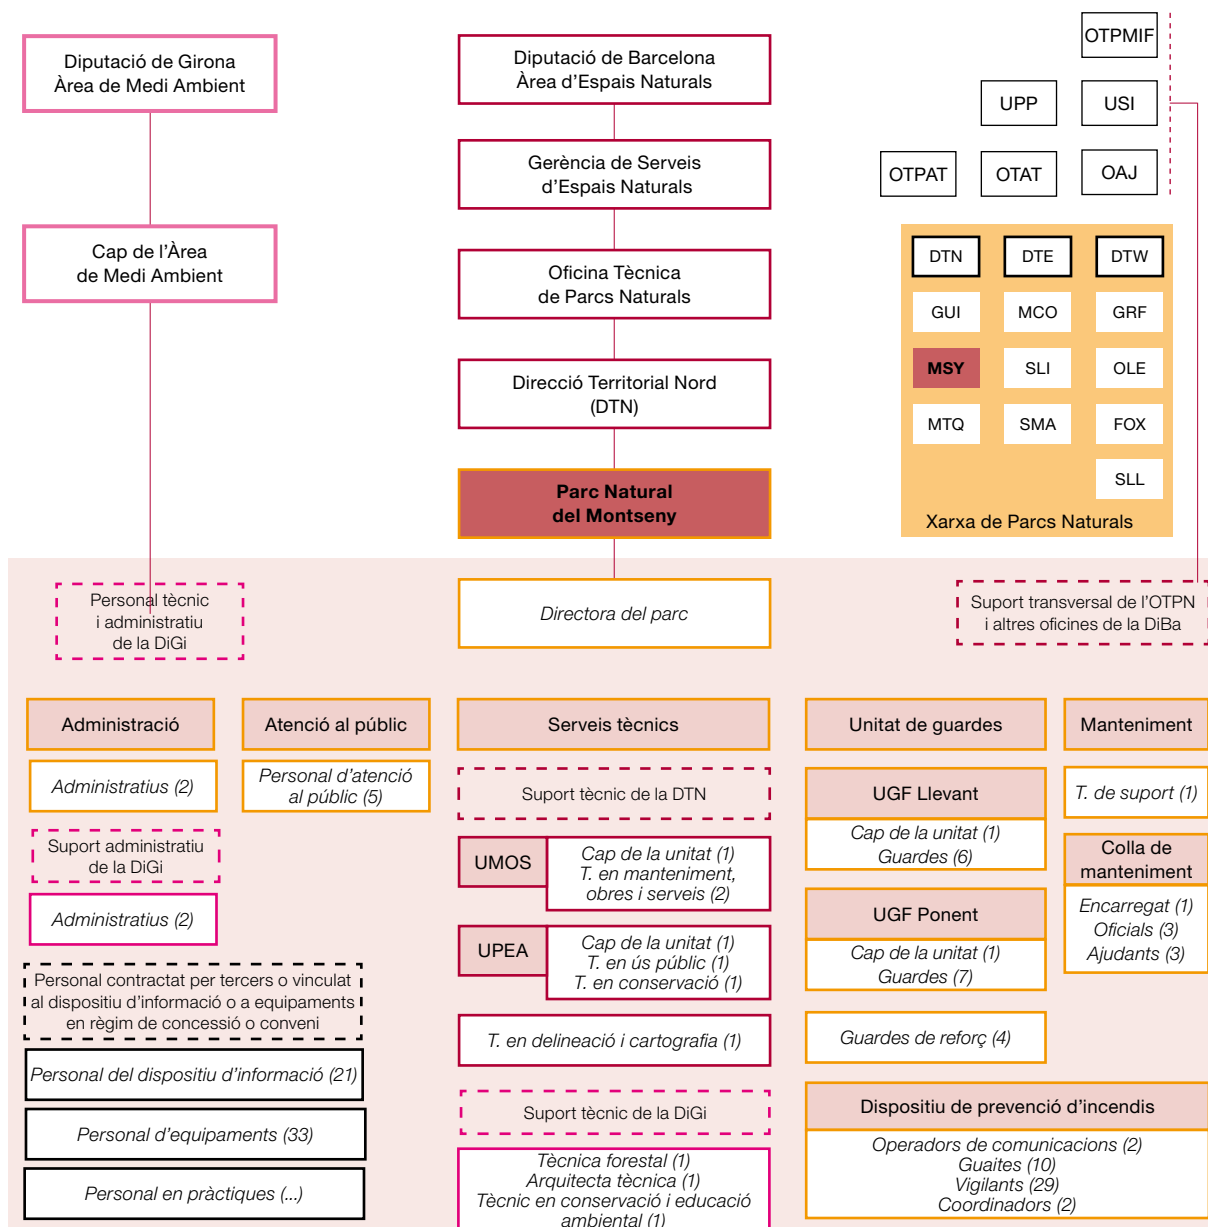 Diputació de Girona
Àrea de Medi Ambient
Cap de l'Àrea
de Medi Ambient
Diputació de Barcelona
Àrea d'Espais Naturals
Gerència de Serveis
d'Espais Naturals
Oficina Tècnica
de Parcs Naturals
Direcció Territorial Nord
(DTN)
Parc Natural
del Montseny
OTPMIF
UPP
USI
OTPAT
OTAT
OAJ
DTN
DTE
DTW
GUI
MCO
GRF
MSY
SLI
OLE
MTQ
SMA
FOX
SLL
Xarxa de Parcs Naturals
Personal tècnic
i administratiu
de la DiGi
Directora del parc
Suport transversal de l'OTPN
i altres oficines de la DiBa
Administració
Administratius (2)
Suport administratiu
de la DiGi
Administratius (2)
Atenció al públic
Personal d'atenció
al públic (5)
Personal contractat per tercers o vinculat
al dispositiu d'informació o a equipaments
en règim de concessió o conveni
Personal del dispositiu d'informació (21)
Personal d'equipaments (33)
Personal en pràctiques (...)
Serveis tècnics
Suport tècnic de la DTN
UMOS
Cap de la unitat (1)
T. en manteniment,
obres i serveis (2)
UPEA
Cap de la unitat (1)
T. en ús públic (1)
T. en conservació (1)
T. en delineació i cartografia (1)
Suport tècnic de la DiGi
Tècnica forestal (1)
Arquitecta tècnica (1)
Tècnic en conservació i educació
ambiental (1)
Unitat de guardes
UGF Llevant
Cap de la unitat (1)
Guardes (6)
UGF Ponent
Cap de la unitat (1)
Guardes (7)
Guardes de reforç (4)
Manteniment
T. de suport (1)
Colla de
manteniment
Encarregat (1)
Oficials (3)
Ajudants (3)
Dispositiu de prevenció d'incendis
Operadors de comunicacions (2)
Guaites (10)
Vigilants (29)
Coordinadors (2)